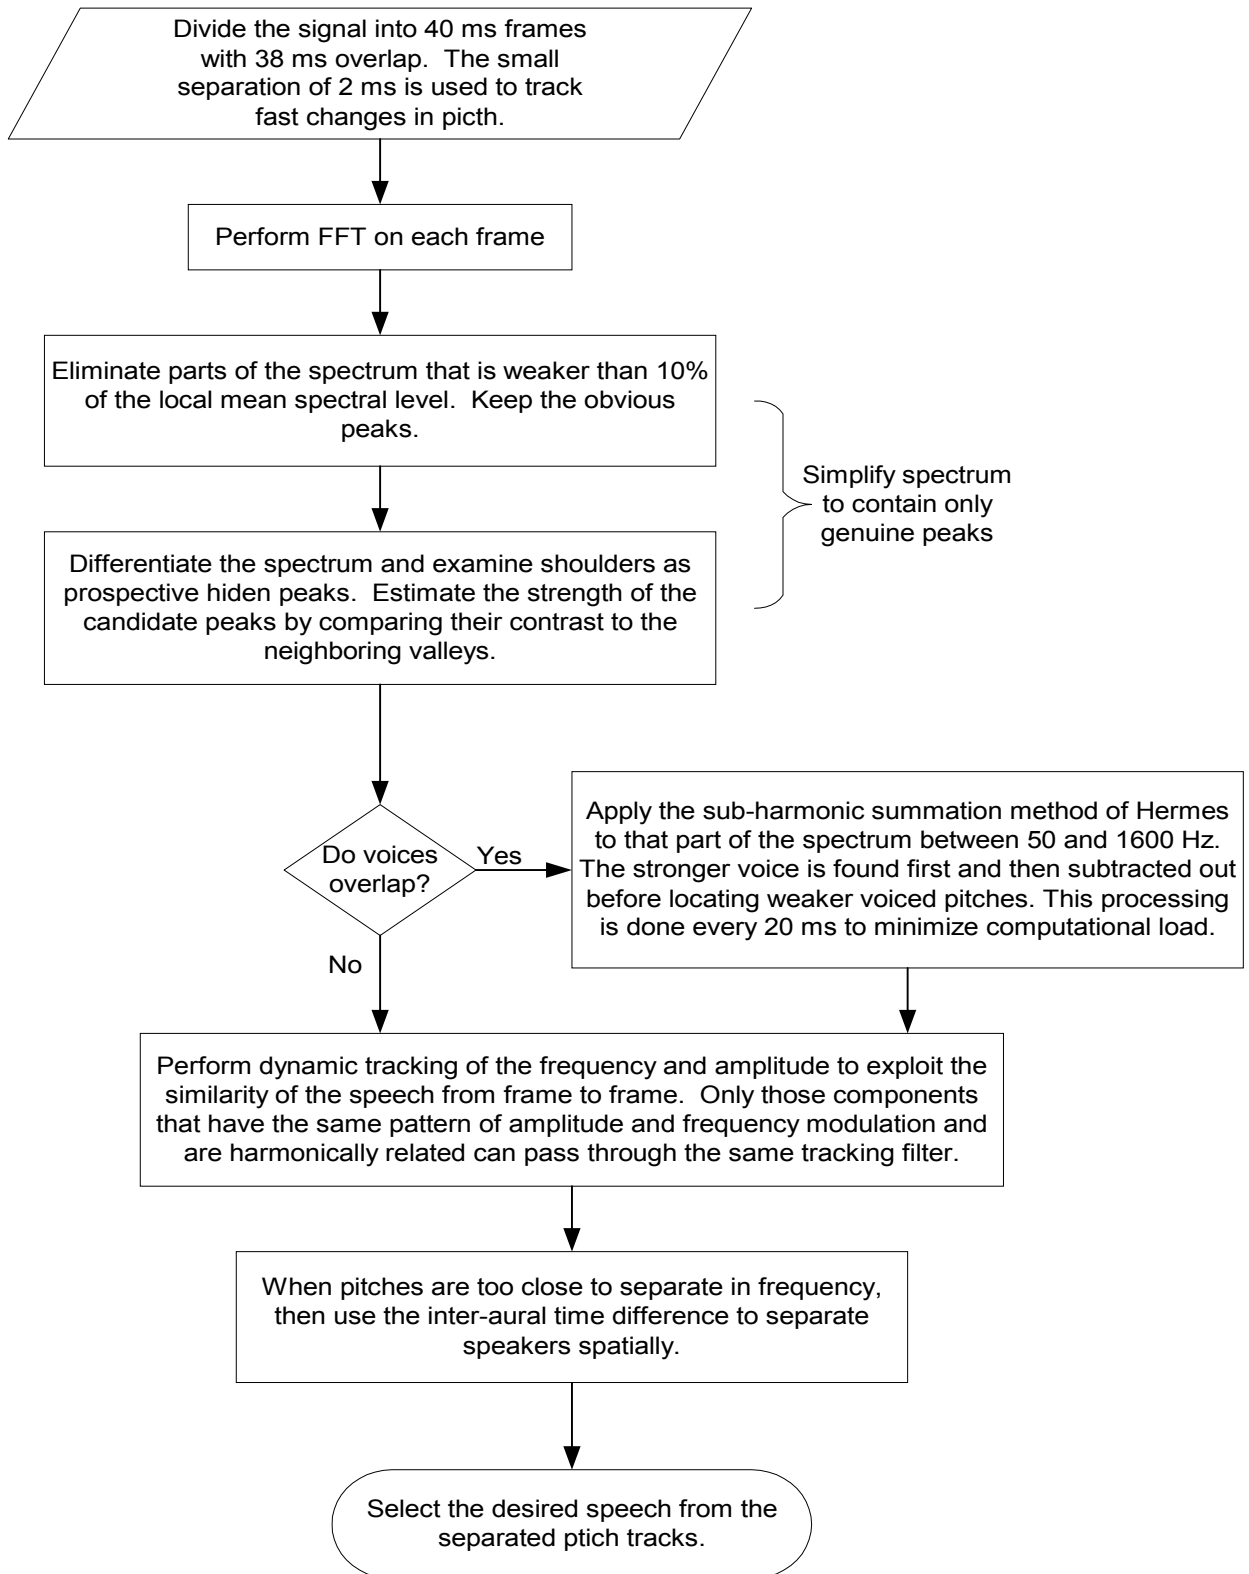 Divide the signal into 40 ms frames
with 38 ms overlap.  The small
separation of 2 ms is used to track
fast changes in picth.
Perform FFT on each frame
Eliminate parts of the spectrum that is weaker than 10%
of the local mean spectral level.  Keep the obvious
peaks.
Simplify spectrum
to contain only
genuine peaks
Differentiate the spectrum and examine shoulders as
prospective hiden peaks.  Estimate the strength of the
candidate peaks by comparing their contrast to the
neighboring valleys.
Do voices
overlap?
Yes
Apply the sub-harmonic summation method of Hermes
to that part of the spectrum between 50 and 1600 Hz.
The stronger voice is found first and then subtracted out
before locating weaker voiced pitches. This processing
is done every 20 ms to minimize computational load.
No
Perform dynamic tracking of the frequency and amplitude to exploit the
similarity of the speech from frame to frame.  Only those components
that have the same pattern of amplitude and frequency modulation and
are harmonically related can pass through the same tracking filter.
When pitches are too close to separate in frequency,
then use the inter-aural time difference to separate
speakers spatially.
Select the desired speech from the
separated ptich tracks.